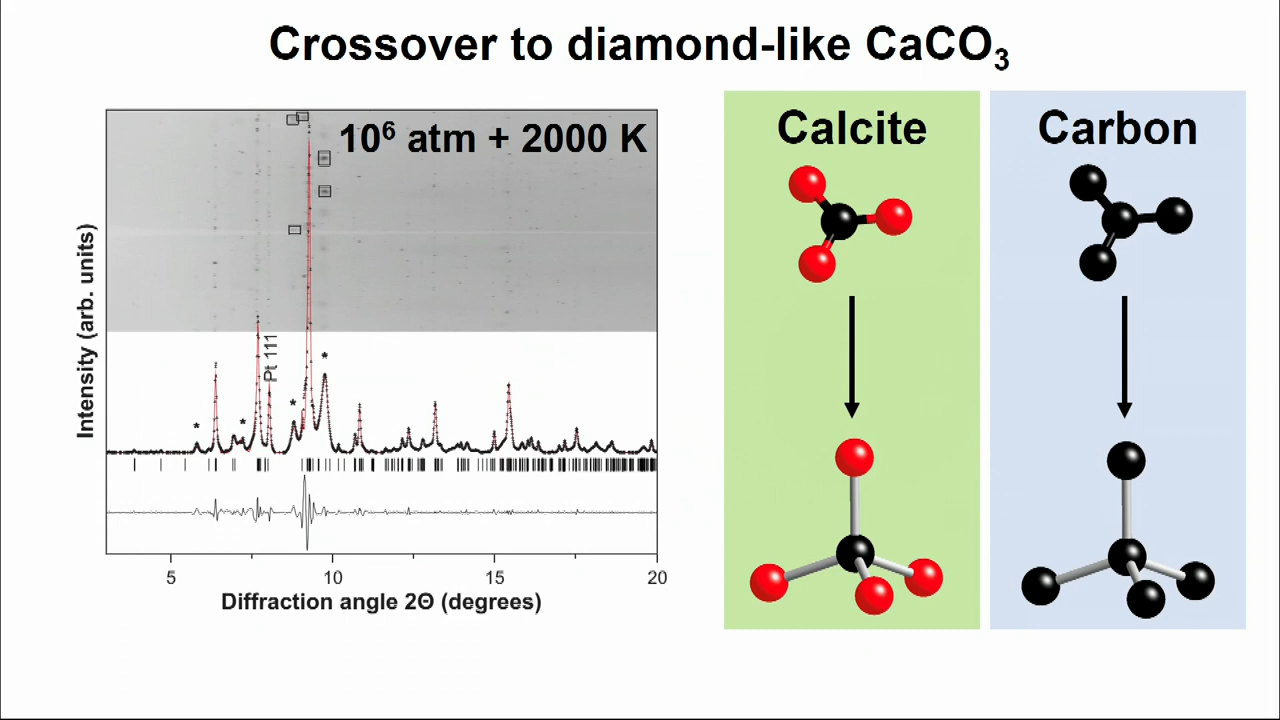 Crossover to diamond-like CaCO₃
10⁶ atm + 2000 K
Intensity (arb. units)
Pt 111
*
*
*
*
5
10
15
20
Diffraction angle 2Θ (degrees)
Calcite
Carbon